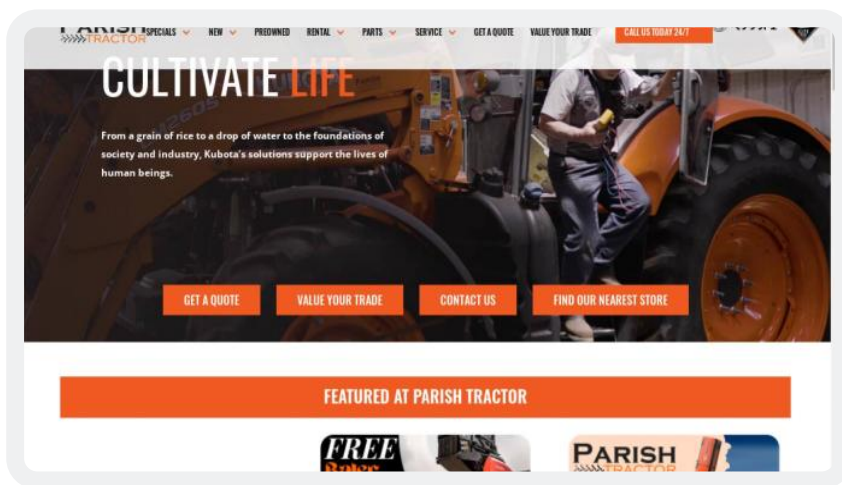 PARISH
TRACTOR
SPECIALS NEW PREOWNED RENTAL PARTS SERVICE GET A QUOTE VALUE YOUR TRADE CALL US TODAY 24/7
CULTIVATE LIFE
From a grain of rice to a drop of water to the foundations of
society and industry, Kubota's solutions support the lives of
human beings.
GET A QUOTE VALUE YOUR TRADE CONTACT US FIND OUR NEAREST STORE
FEATURED AT PARISH TRACTOR
FREE
PARISH
TRACTOR